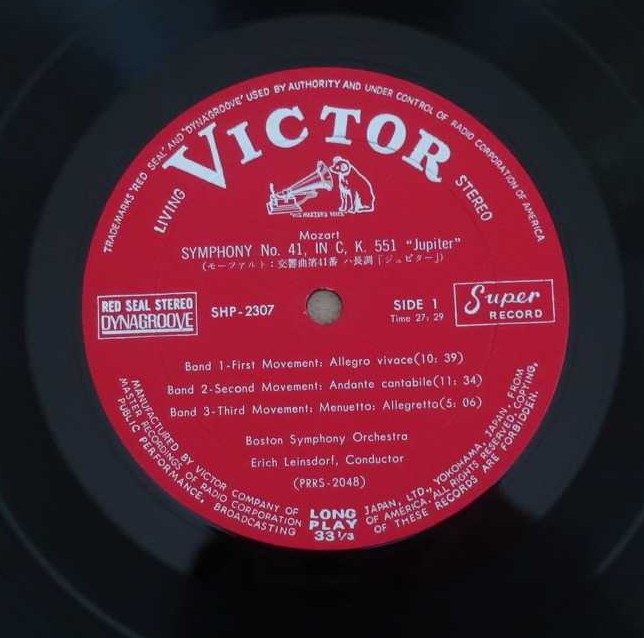 TRADEMARKS "RED SEAL" AND "DYNAGROOVE" USED BY AUTHORITY AND UNDER CONTROL OF RADIO CORPORATION OF AMERICA
VICTOR
LIVING
STEREO
"HIS MASTER'S VOICE"
Mozart
SYMPHONY No. 41, IN C, K. 551 "Jupiter"
(モーツァルト：交響曲第41番 ハ長調「ジュピター」)
RED SEAL STEREO
DYNAGROOVE
SHP-2307
SIDE 1
Time 27: 29
Super
RECORD
Band 1-First Movement: Allegro vivace(10: 39)
Band 2-Second Movement: Andante cantabile(11: 34)
Band 3-Third Movement: Menuetto: Allegretto(5: 06)
Boston Symphony Orchestra
Erich Leinsdorf, Conductor
(PRRS-2048)
MANUFACTURED BY VICTOR COMPANY OF JAPAN, LTD., YOKOHAMA, JAPAN, FROM
MASTER RECORDINGS OF RADIO CORPORATION OF AMERICA. ALL RIGHTS RESERVED. COPYING,
PUBLIC PERFORMANCE, BROADCASTING OF THESE RECORDS ARE FORBIDDEN.
LONG
PLAY
33 1/3